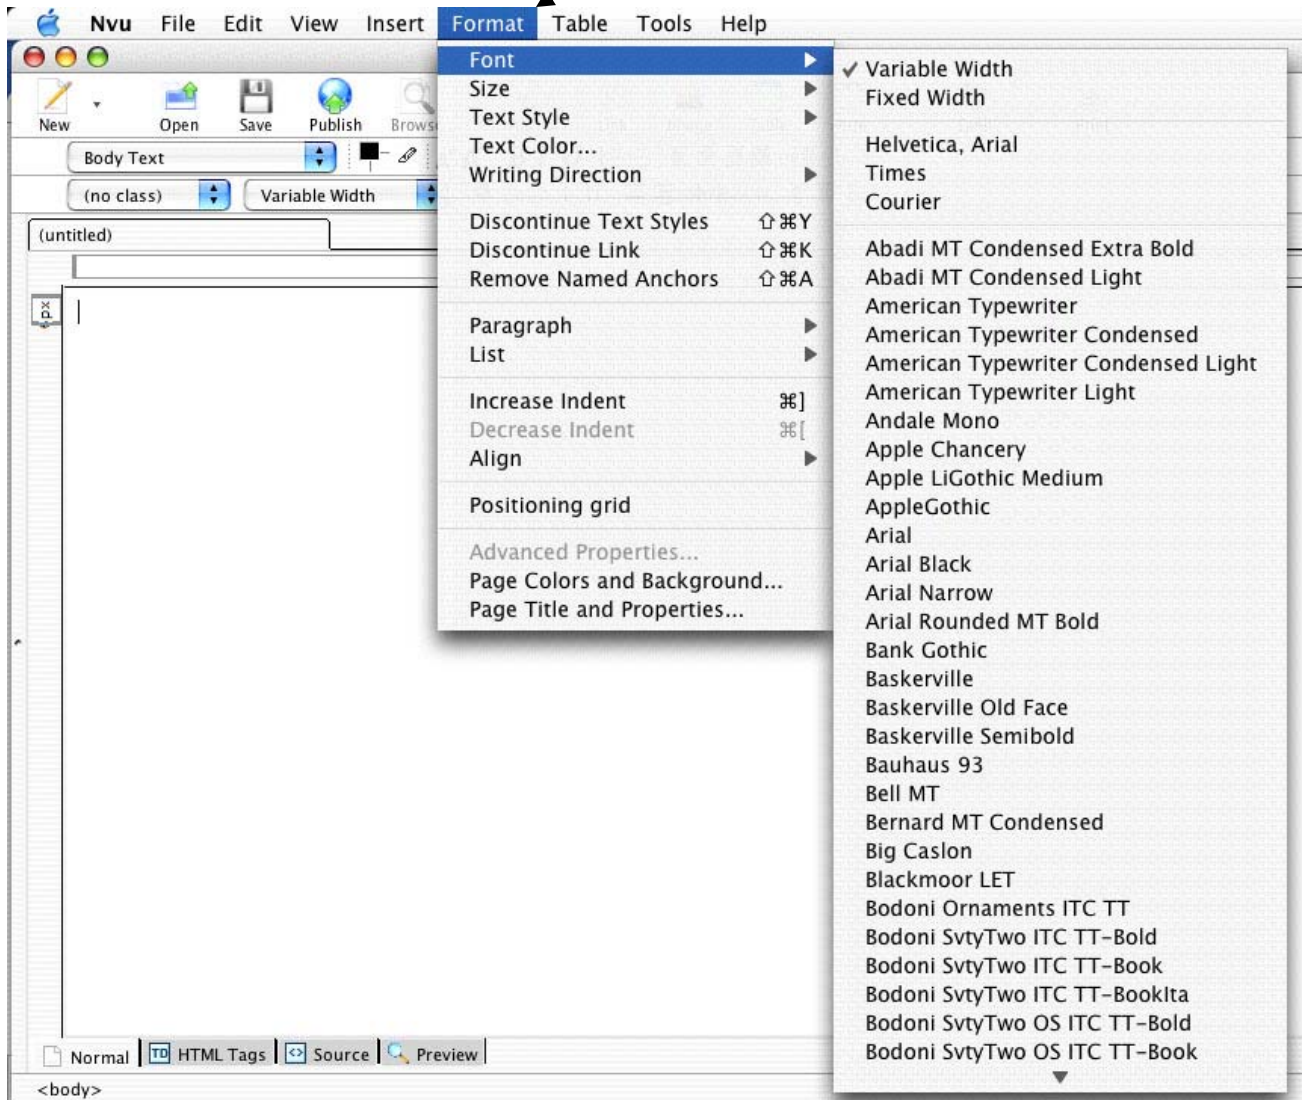 Nvu File Edit View Insert Format Table Tools Help
New Open Save Publish
Body Text
(no class) Variable Width
(untitled)
px
Font
Size
Text Style
Text Color...
Writing Direction
Discontinue Text Styles ⇧⌘Y
Discontinue Link ⇧⌘K
Remove Named Anchors ⇧⌘A
Paragraph
List
Increase Indent ⌘]
Decrease Indent ⌘[
Align
Positioning grid
Advanced Properties...
Page Colors and Background...
Page Title and Properties...
Variable Width
Fixed Width
Helvetica, Arial
Times
Courier
Abadi MT Condensed Extra Bold
Abadi MT Condensed Light
American Typewriter
American Typewriter Condensed
American Typewriter Condensed Light
American Typewriter Light
Andale Mono
Apple Chancery
Apple LiGothic Medium
AppleGothic
Arial
Arial Black
Arial Narrow
Arial Rounded MT Bold
Bank Gothic
Baskerville
Baskerville Old Face
Baskerville Semibold
Bauhaus 93
Bell MT
Bernard MT Condensed
Big Caslon
Blackmoor LET
Bodoni Ornaments ITC TT
Bodoni SvtyTwo ITC TT-Bold
Bodoni SvtyTwo ITC TT-Book
Bodoni SvtyTwo ITC TT-BookIta
Bodoni SvtyTwo OS ITC TT-Bold
Bodoni SvtyTwo OS ITC TT-Book
Normal TD HTML Tags Source Preview
<body>